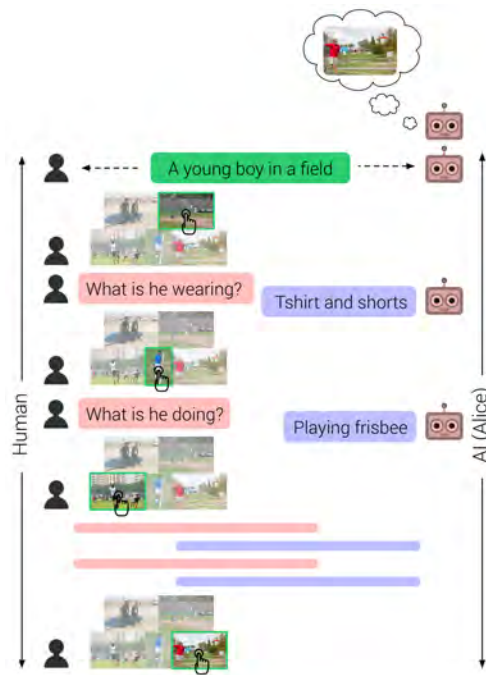 A young boy in a field
What is he wearing?
Tshirt and shorts
What is he doing?
Playing frisbee
Human
AI (Alice)